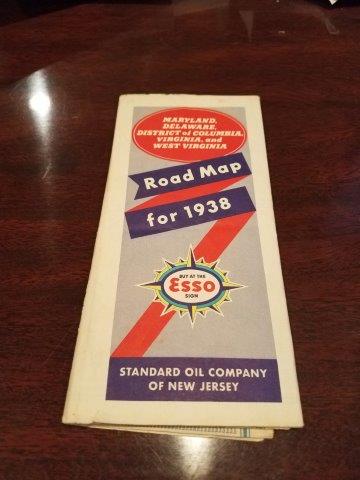 MARYLAND,
DELAWARE,
DISTRICT of COLUMBIA,
VIRGINIA, and
WEST VIRGINIA
Road Map
for 1938
BUY AT THE
Esso
SIGN
STANDARD OIL COMPANY
OF NEW JERSEY